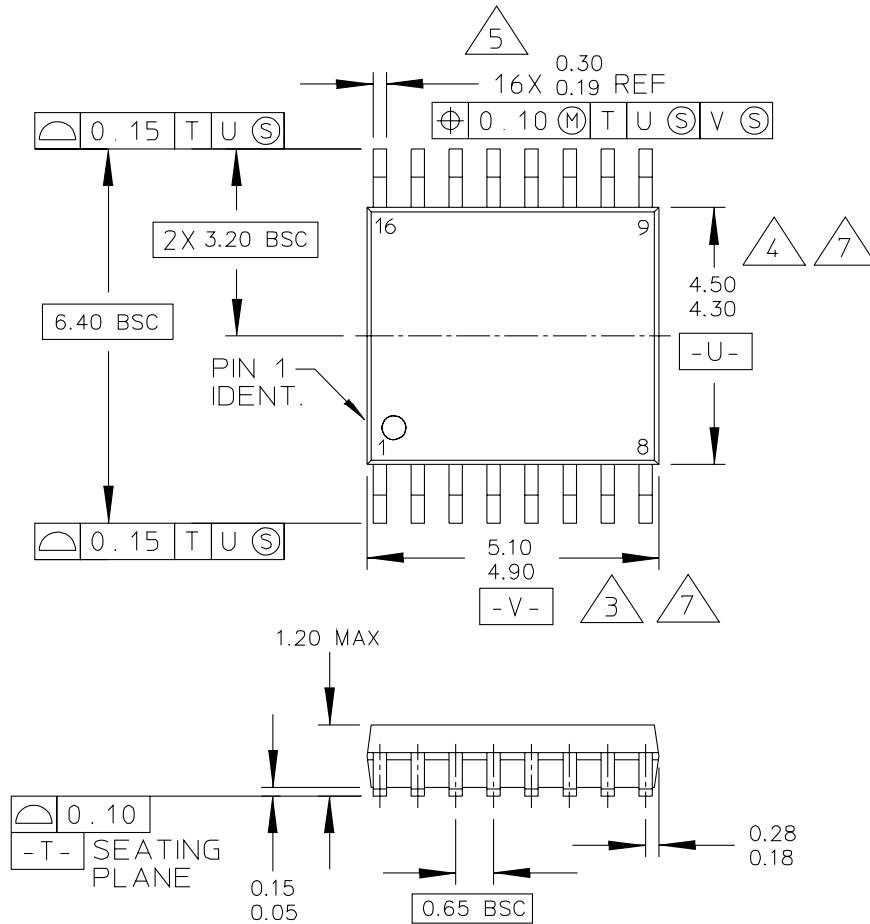 5
0.30
16X 0.19 REF
⌖ 0.10 Ⓜ T U Ⓢ V Ⓢ
⌓ 0.15 T U Ⓢ
2X 3.20 BSC
6.40 BSC
16
9
4
7
4.50
4.30
-U-
PIN 1
IDENT.
1
8
⌓ 0.15 T U Ⓢ
5.10
4.90
-V-
3
7
1.20 MAX
⌓ 0.10
-T- SEATING
PLANE
0.15
0.05
0.65 BSC
0.28
0.18